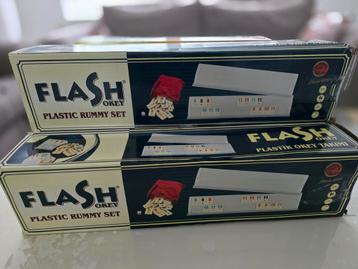 FLASH
OKEY
PLASTIC RUMMY SET
FLASH
OKEY
PLASTIC RUMMY SET
FLASH
PLASTİK OKEY TAKIMI